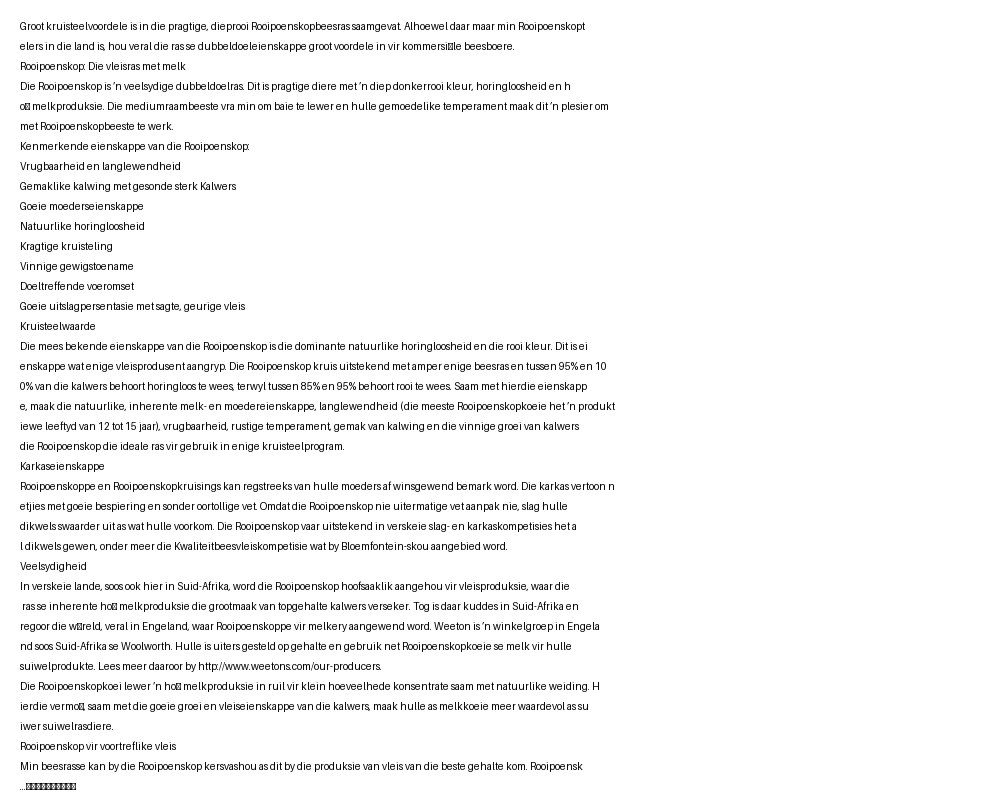 Groot kruisteelvoordele is in die pragtige, dieprooi Rooipoenskopbeesras saamgevat. Alhoewel daar maar min Rooipoenskopt
elers in die land is, hou veral die rasse dubbeldoeleienskappe groot voordele in vir kommersi□le beesboere.
Rooipoenskop: Die vleisras met melk
Die Rooipoenskop is 'n veelsydige dubbeldoelras. Dit is pragtige diere met 'n diep donkerrooi kleur, horingloosheid en h
o□ melkproduksie. Die mediumraambeeste vra min om baie te lewer en hulle gemoedelike temperament maak dit 'n plesier om
met Rooipoenskopbeeste te werk.
Kenmerkende eienskappe van die Rooipoenskop:
Vrugbaarheid en langlewendheid
Gemaklike kalwing met gesonde sterk Kalwers
Goeie moederseienskappe
Natuurlike horingloosheid
Kragtige kruisteling
Vinnige gewigstoename
Doeltreffende voeromset
Goeie uitslagpersentasie met sagte, geurige vleis
Kruisteelwaarde
Die mees bekende eienskappe van die Rooipoenskop is die dominante natuurlike horingloosheid en die rooi kleur. Dit is ei
enskappe wat enige vleisprodusent aangryp. Die Rooipoenskop kruis uitstekend met amper enige beesras en tussen 95% en 10
0% van die kalwers behoort horingloos te wees, terwyl tussen 85% en 95% behoort rooi te wees. Saam met hierdie eienskapp
e, maak die natuurlike, inherente melk- en moedereienskappe, langlewendheid (die meeste Rooipoenskopkoeie het 'n produkt
iewe leeftyd van 12 tot 15 jaar), vrugbaarheid, rustige temperament, gemak van kalwing en die vinnige groei van kalwers
die Rooipoenskop die ideale ras vir gebruik in enige kruisteelprogram.
Karkaseienskappe
Rooipoenskoppe en Rooipoenskopkruisings kan regstreeks van hulle moeders af winsgewend bemark word. Die karkas vertoon n
etjies met goeie bespiering en sonder oortollige vet. Omdat die Rooipoenskop nie uitermatige vet aanpak nie, slag hulle
dikwels swaarder uit as wat hulle voorkom. Die Rooipoenskop vaar uitstekend in verskeie slag- en karkaskompetisies het a
l dikwels gewen, onder meer die Kwaliteitbeesvleiskompetisie wat by Bloemfontein-skou aangebied word.
Veelsydigheid
In verskeie lande, soos ook hier in Suid-Afrika, word die Rooipoenskop hoofsaaklik aangehou vir vleisproduksie, waar die
rasse inherente ho□ melkproduksie die grootmaak van topgehalte kalwers verseker. Tog is daar kuddes in Suid-Afrika en
regoor die w□reld, veral in Engeland, waar Rooipoenskoppe vir melkery aangewend word. Weeton is 'n winkelgroep in Engela
nd soos Suid-Afrika se Woolworth. Hulle is uiters gesteld op gehalte en gebruik net Rooipoenskopkoeie se melk vir hulle
suiwelprodukte. Lees meer daaroor by http://www.weetons.com/our-producers.
Die Rooipoenskopkoei lewer 'n ho□ melkproduksie in ruil vir klein hoeveelhede konsentrate saam met natuurlike weiding. H
ierdie vermo□, saam met die goeie groei en vleiseienskappe van die kalwers, maak hulle as melkkoeie meer waardevol as su
iwer suiwelrasdiere.
Rooipoenskop vir voortreflike vleis
Min beesrasse kan by die Rooipoenskop kersvashou as dit by die produksie van vleis van die beste gehalte kom. Rooipoensk
...